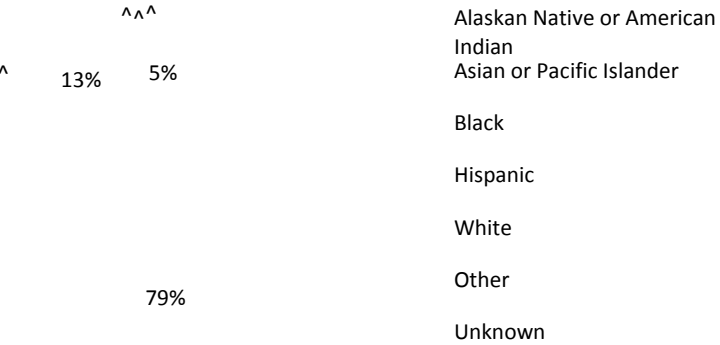 ^^^
^
13%
5%
79%
Alaskan Native or American
Indian
Asian or Pacific Islander
Black
Hispanic
White
Other
Unknown